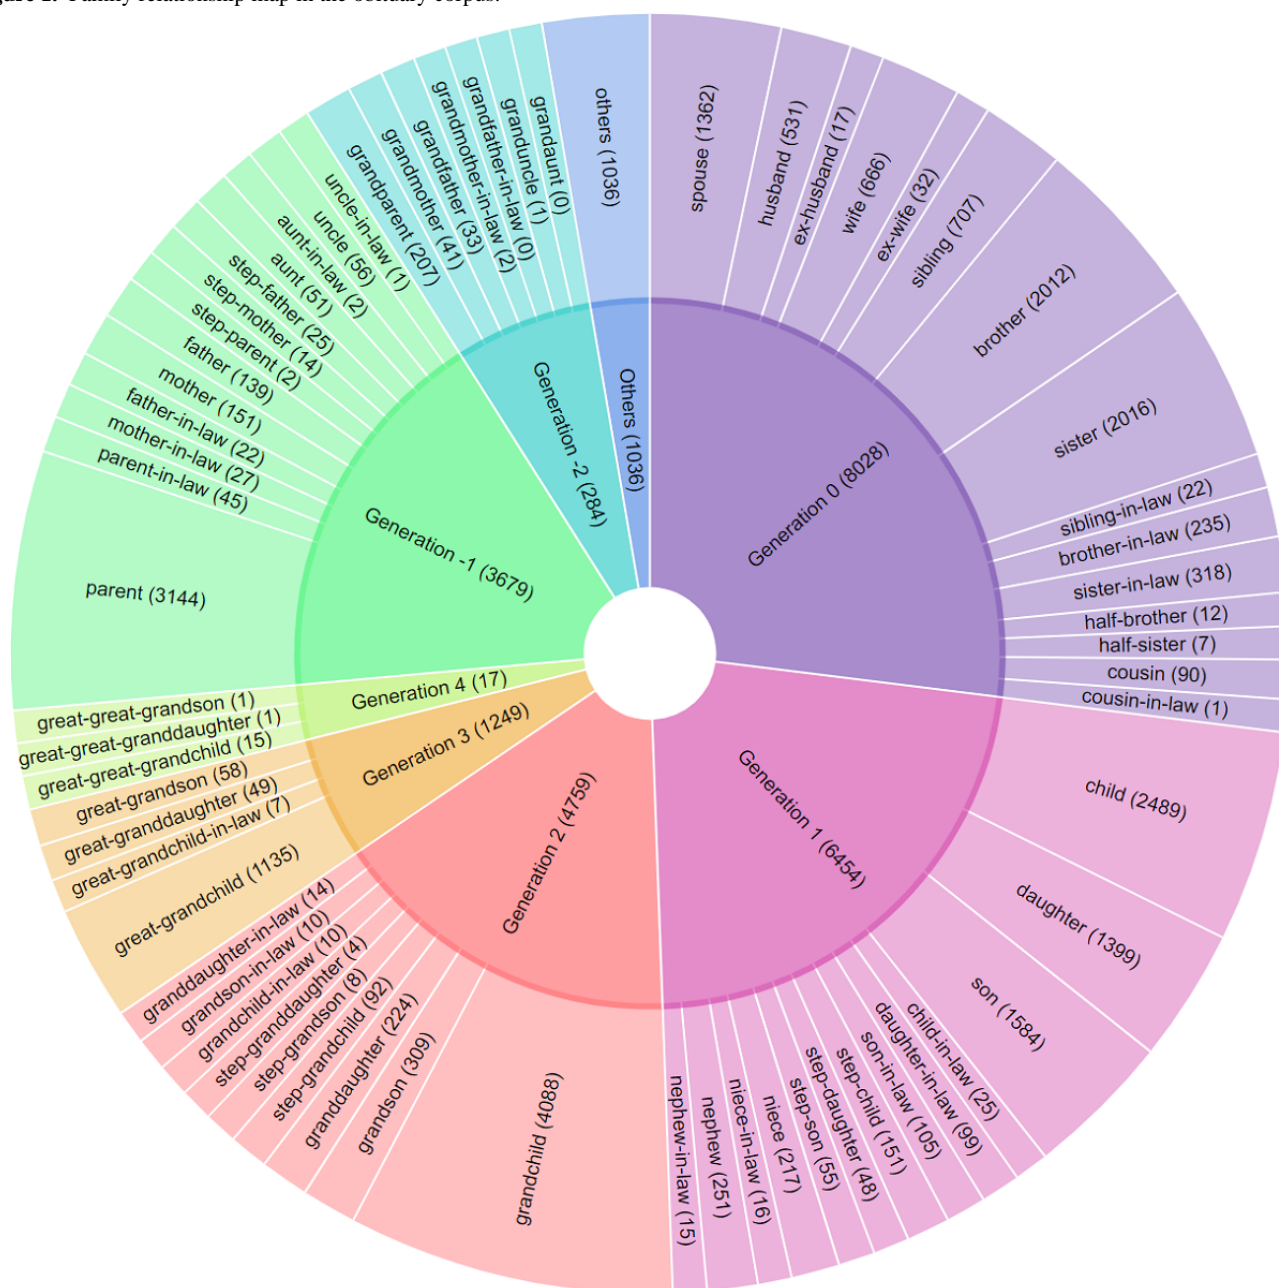 Figure 1. Family relationship map in the obituary corpus.
others (1036)
spouse (1362)
husband (531)
ex-husband (17)
wife (666)
ex-wife (32)
sibling (707)
brother (2012)
sister (2016)
sibling-in-law (22)
brother-in-law (235)
sister-in-law (318)
half-brother (12)
half-sister (7)
cousin (90)
cousin-in-law (1)
child (2489)
daughter (1399)
son (1584)
child-in-law (25)
daughter-in-law (99)
son-in-law (105)
step-child (151)
step-daughter (48)
step-son (55)
niece (217)
niece-in-law (16)
nephew (251)
nephew-in-law (15)
grandchild (4088)
grandson (309)
granddaughter (224)
step-grandchild (92)
step-grandson (8)
step-granddaughter (4)
grandchild-in-law (10)
grandson-in-law (10)
granddaughter-in-law (14)
great-grandchild (1135)
great-grandchild-in-law (7)
great-granddaughter (49)
great-grandson (58)
great-great-grandchild (15)
great-great-granddaughter (1)
great-great-grandson (1)
parent (3144)
parent-in-law (45)
mother-in-law (27)
father-in-law (22)
mother (151)
father (139)
step-parent (2)
step-mother (14)
step-father (25)
aunt (51)
aunt-in-law (2)
uncle (56)
uncle-in-law (1)
grandparent (207)
grandmother (41)
grandfather (33)
grandmother-in-law (2)
grandfather-in-law (0)
granduncle (1)
grandaunt (0)
Others (1036)
Generation 0 (8028)
Generation 1 (6454)
Generation 2 (4759)
Generation 3 (1249)
Generation 4 (17)
Generation -1 (3679)
Generation -2 (284)